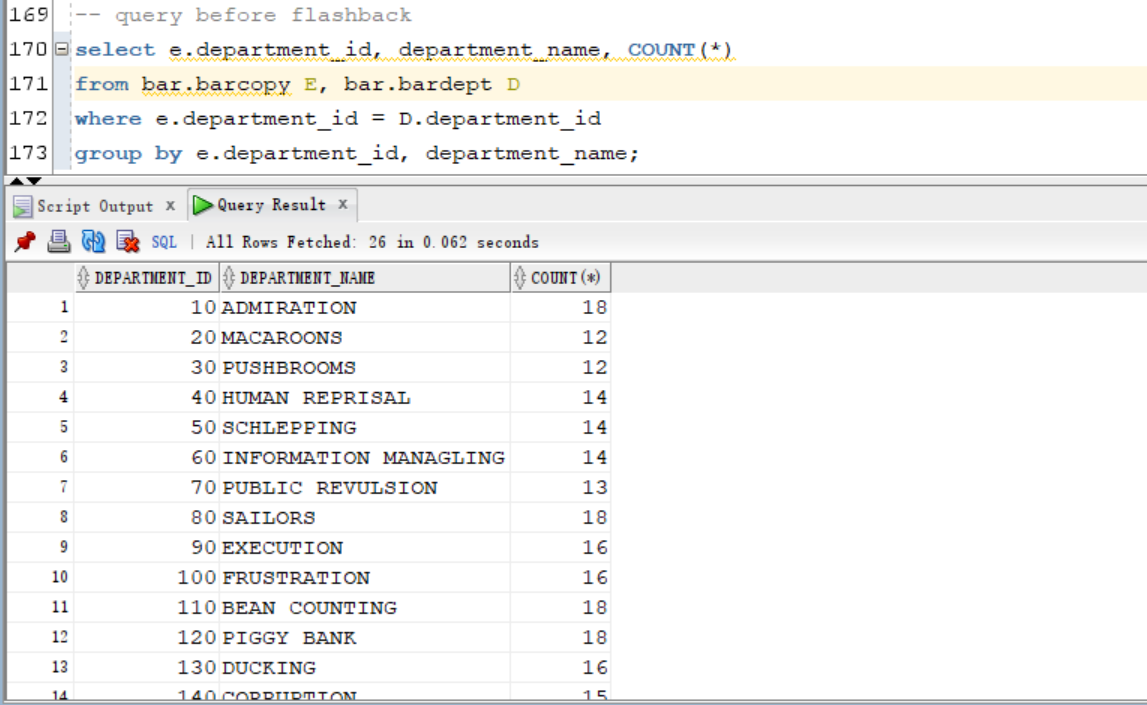 169 -- query before flashback
170 select e.department_id, department_name, COUNT(*)
171 from bar.barcopy E, bar.bardept D
172 where e.department_id = D.department_id
173 group by e.department_id, department_name;
Script Output x Query Result x
SQL | All Rows Fetched: 26 in 0.062 seconds
DEPARTMENT_ID DEPARTMENT_NAME COUNT(*)
1 10 ADMIRATION 18
2 20 MACAROONS 12
3 30 PUSHBROOMS 12
4 40 HUMAN REPRISAL 14
5 50 SCHLEPPING 14
6 60 INFORMATION MANAGLING 14
7 70 PUBLIC REVULSION 13
8 80 SAILORS 18
9 90 EXECUTION 16
10 100 FRUSTRATION 16
11 110 BEAN COUNTING 18
12 120 PIGGY BANK 18
13 130 DUCKING 16
14 140 CORRUPTION 15